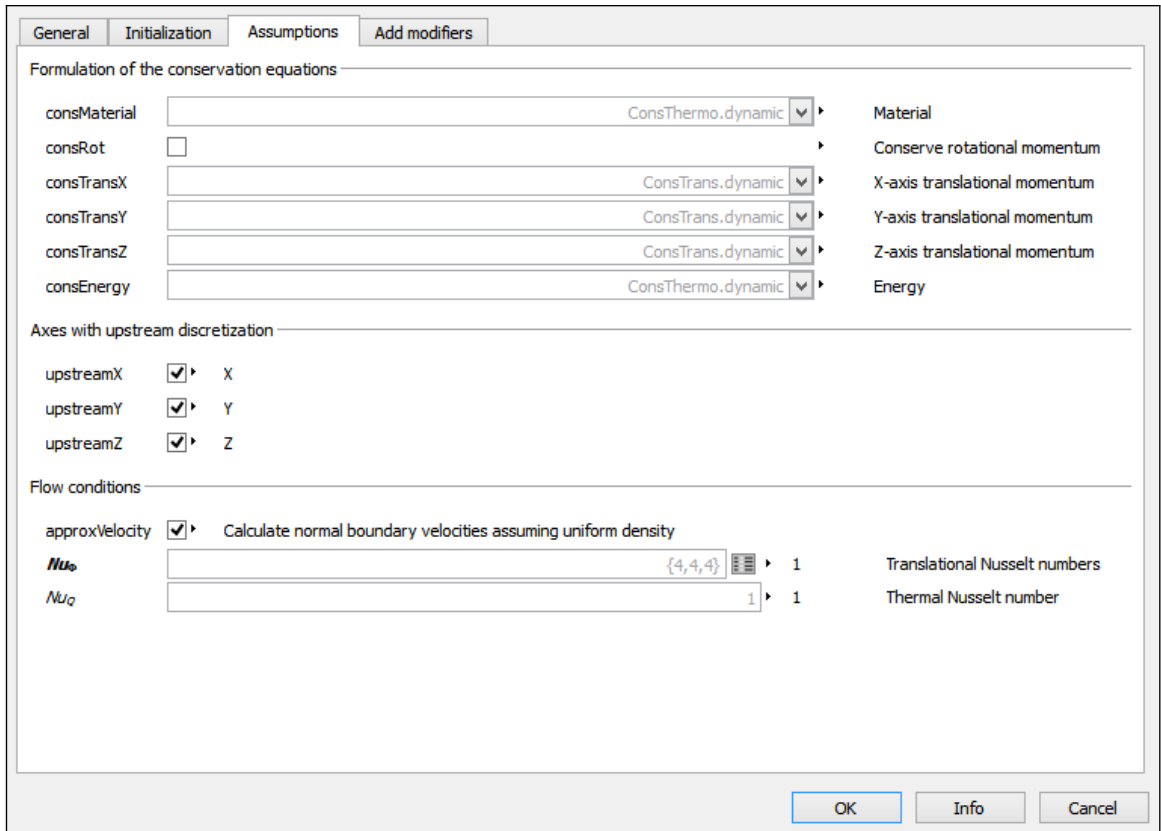 General Initialization Assumptions Add modifiers
Formulation of the conservation equations
consMaterial ConsThermo.dynamic Material
consRot Conserve rotational momentum
consTransX ConsTrans.dynamic X-axis translational momentum
consTransY ConsTrans.dynamic Y-axis translational momentum
consTransZ ConsTrans.dynamic Z-axis translational momentum
consEnergy ConsThermo.dynamic Energy
Axes with upstream discretization
upstreamX X
upstreamY Y
upstreamZ Z
Flow conditions
approxVelocity Calculate normal boundary velocities assuming uniform density
NuΦ {4,4,4} 1 Translational Nusselt numbers
NuQ 1 1 Thermal Nusselt number
OK Info Cancel